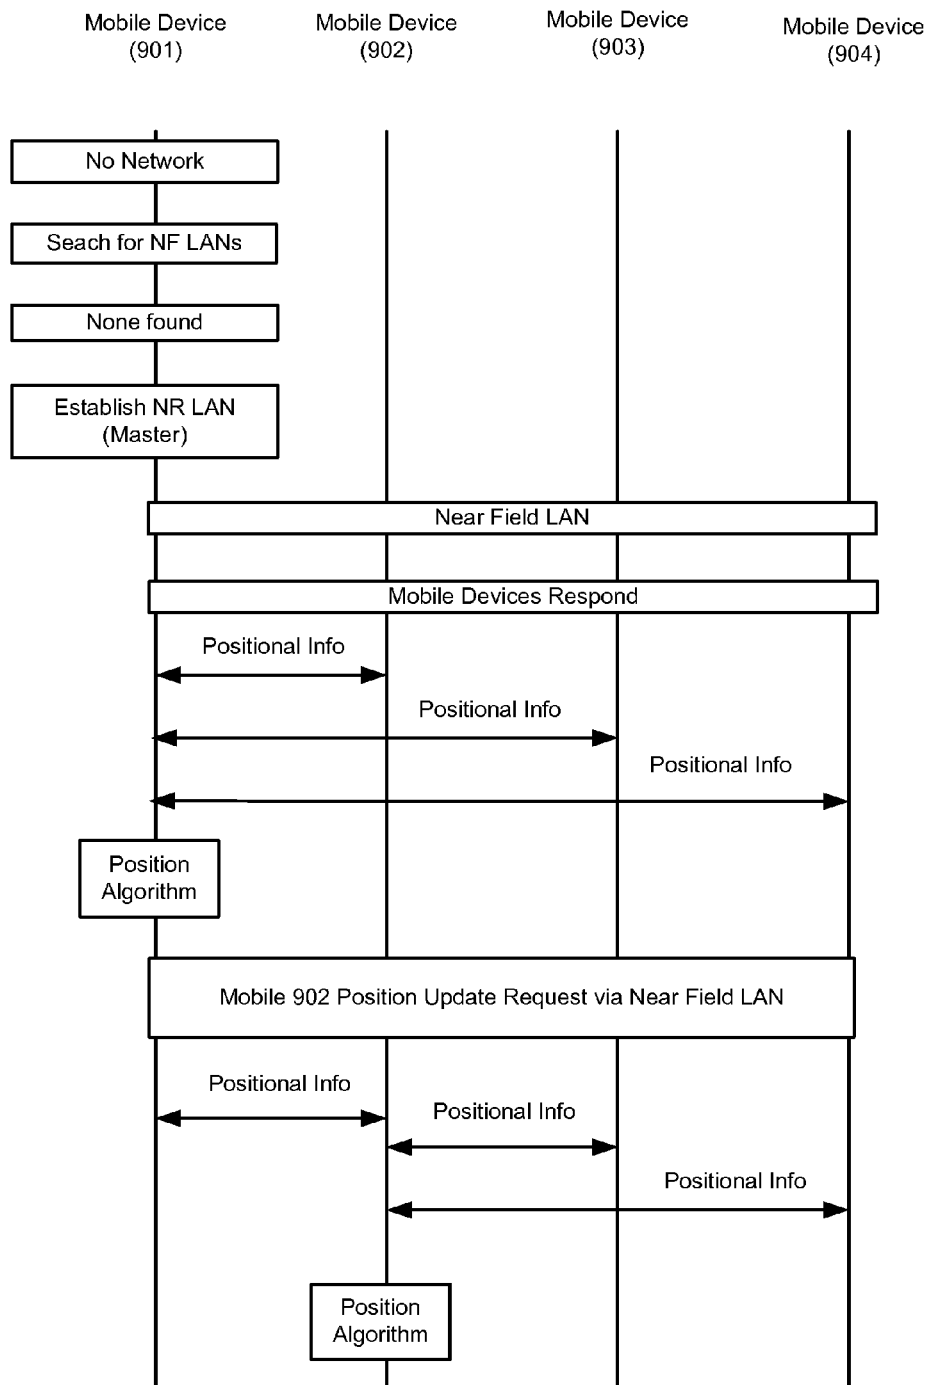 Mobile Device
(901)
Mobile Device
(902)
Mobile Device
(903)
Mobile Device
(904)
No Network
Seach for NF LANs
None found
Establish NR LAN
(Master)
Near Field LAN
Mobile Devices Respond
Positional Info
Positional Info
Positional Info
Position
Algorithm
Mobile 902 Position Update Request via Near Field LAN
Positional Info
Positional Info
Positional Info
Position
Algorithm